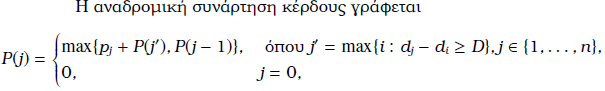 Η αναδρομική συνάρτηση κέρδους γράφεται
P(j) = { max{p_j + P(j′), P(j − 1)}, όπου j′ = max{i : d_j − d_i ≥ D}, j ∈ {1, . . . , n},
0, j = 0,